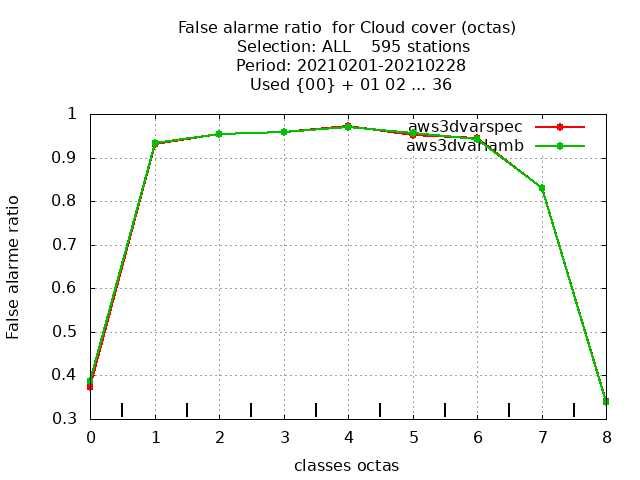 False alarme ratio  for Cloud cover (octas)
Selection: ALL    595 stations
Period: 20210201-20210228
Used {00} + 01 02 ... 36
aws3dvarspec
aws3dvarlamb
False alarme ratio
1
0.9
0.8
0.7
0.6
0.5
0.4
0.3
0 1 2 3 4 5 6 7 8
classes octas